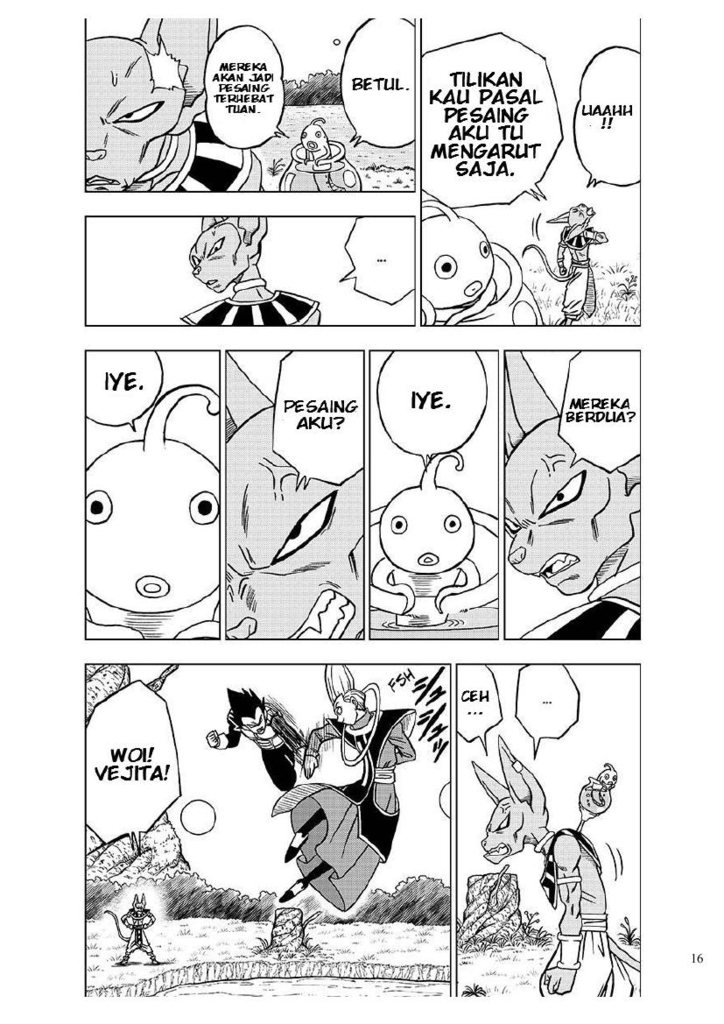 UAAHH
!!
TILIKAN
KAU PASAL
PESAING
AKU TU
MENGARUT
SAJA.
BETUL.
MEREKA
AKAN JADI
PESAING
TERHEBAT
TUAN.
...
MEREKA
BERDUA?
IYE.
PESAING
AKU?
IYE.
...
CEH
...
FSH
WOI!
VEJITA!
16